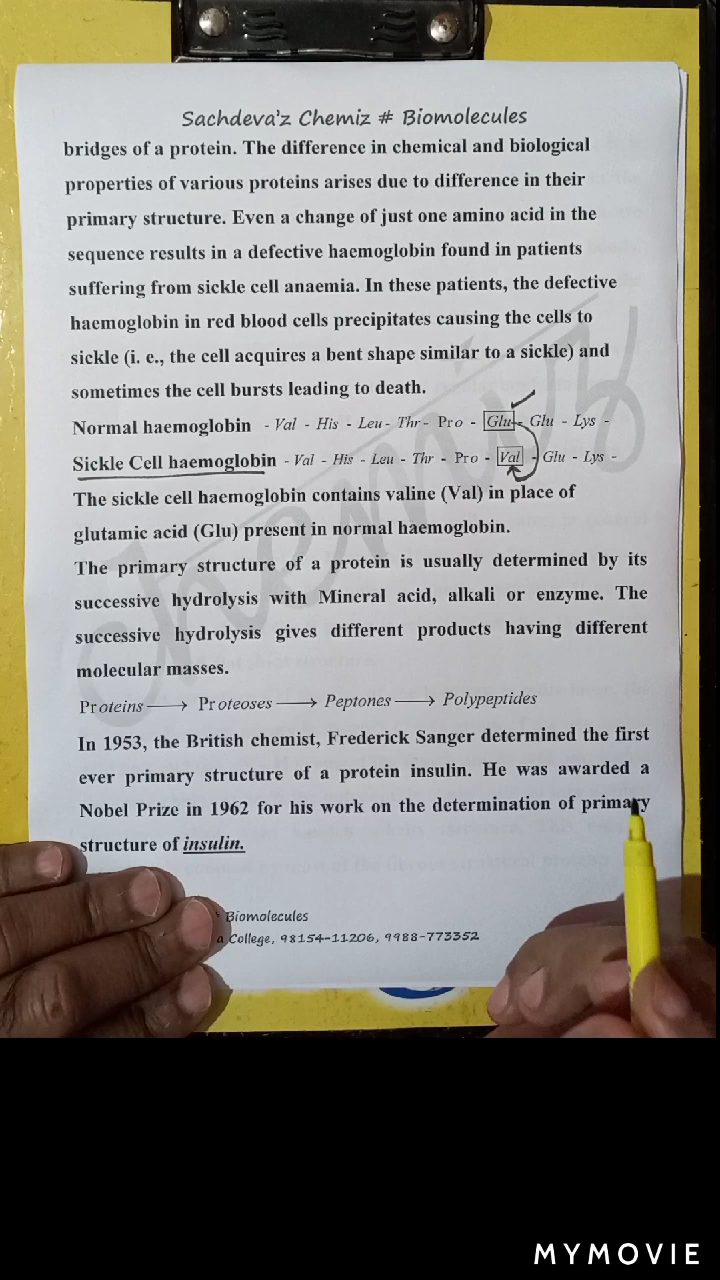 Sachdeva'z Chemiz # Biomolecules
bridges of a protein. The difference in chemical and biological
properties of various proteins arises due to difference in their
primary structure. Even a change of just one amino acid in the
sequence results in a defective haemoglobin found in patients
suffering from sickle cell anaemia. In these patients, the defective
haemoglobin in red blood cells precipitates causing the cells to
sickle (i. e., the cell acquires a bent shape similar to a sickle) and
sometimes the cell bursts leading to death.
Normal haemoglobin - Val - His - Leu - Thr - Pro - Glu - Glu - Lys -
Sickle Cell haemoglobin - Val - His - Leu - Thr - Pro - Val - Glu - Lys -
The sickle cell haemoglobin contains valine (Val) in place of
glutamic acid (Glu) present in normal haemoglobin.
The primary structure of a protein is usually determined by its
successive hydrolysis with Mineral acid, alkali or enzyme. The
successive hydrolysis gives different products having different
molecular masses.
Proteins → Proteoses → Peptones → Polypeptides
In 1953, the British chemist, Frederick Sanger determined the first
ever primary structure of a protein insulin. He was awarded a
Nobel Prize in 1962 for his work on the determination of primary
structure of insulin.
Biomolecules
a College, 98154-11206, 9988-773352
chemiz
MYMOVIE